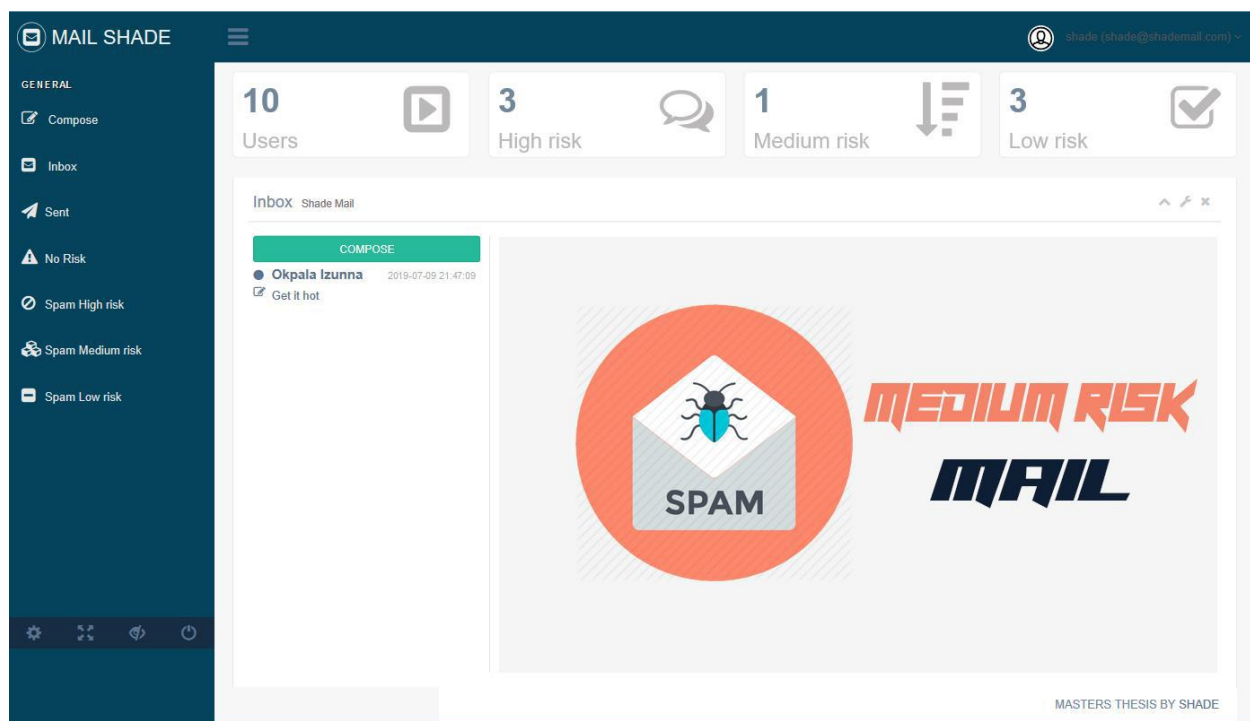 MAIL SHADE
shade (shade@shademail.com)
GENERAL
Compose
Inbox
Sent
No Risk
Spam High risk
Spam Medium risk
Spam Low risk
10
Users
3
High risk
1
Medium risk
3
Low risk
Inbox Shade Mail
COMPOSE
Okpala Izunna 2019-07-09 21:47:09
Get it hot
SPAM
MEDIUM RISK
MAIL
MASTERS THESIS BY SHADE